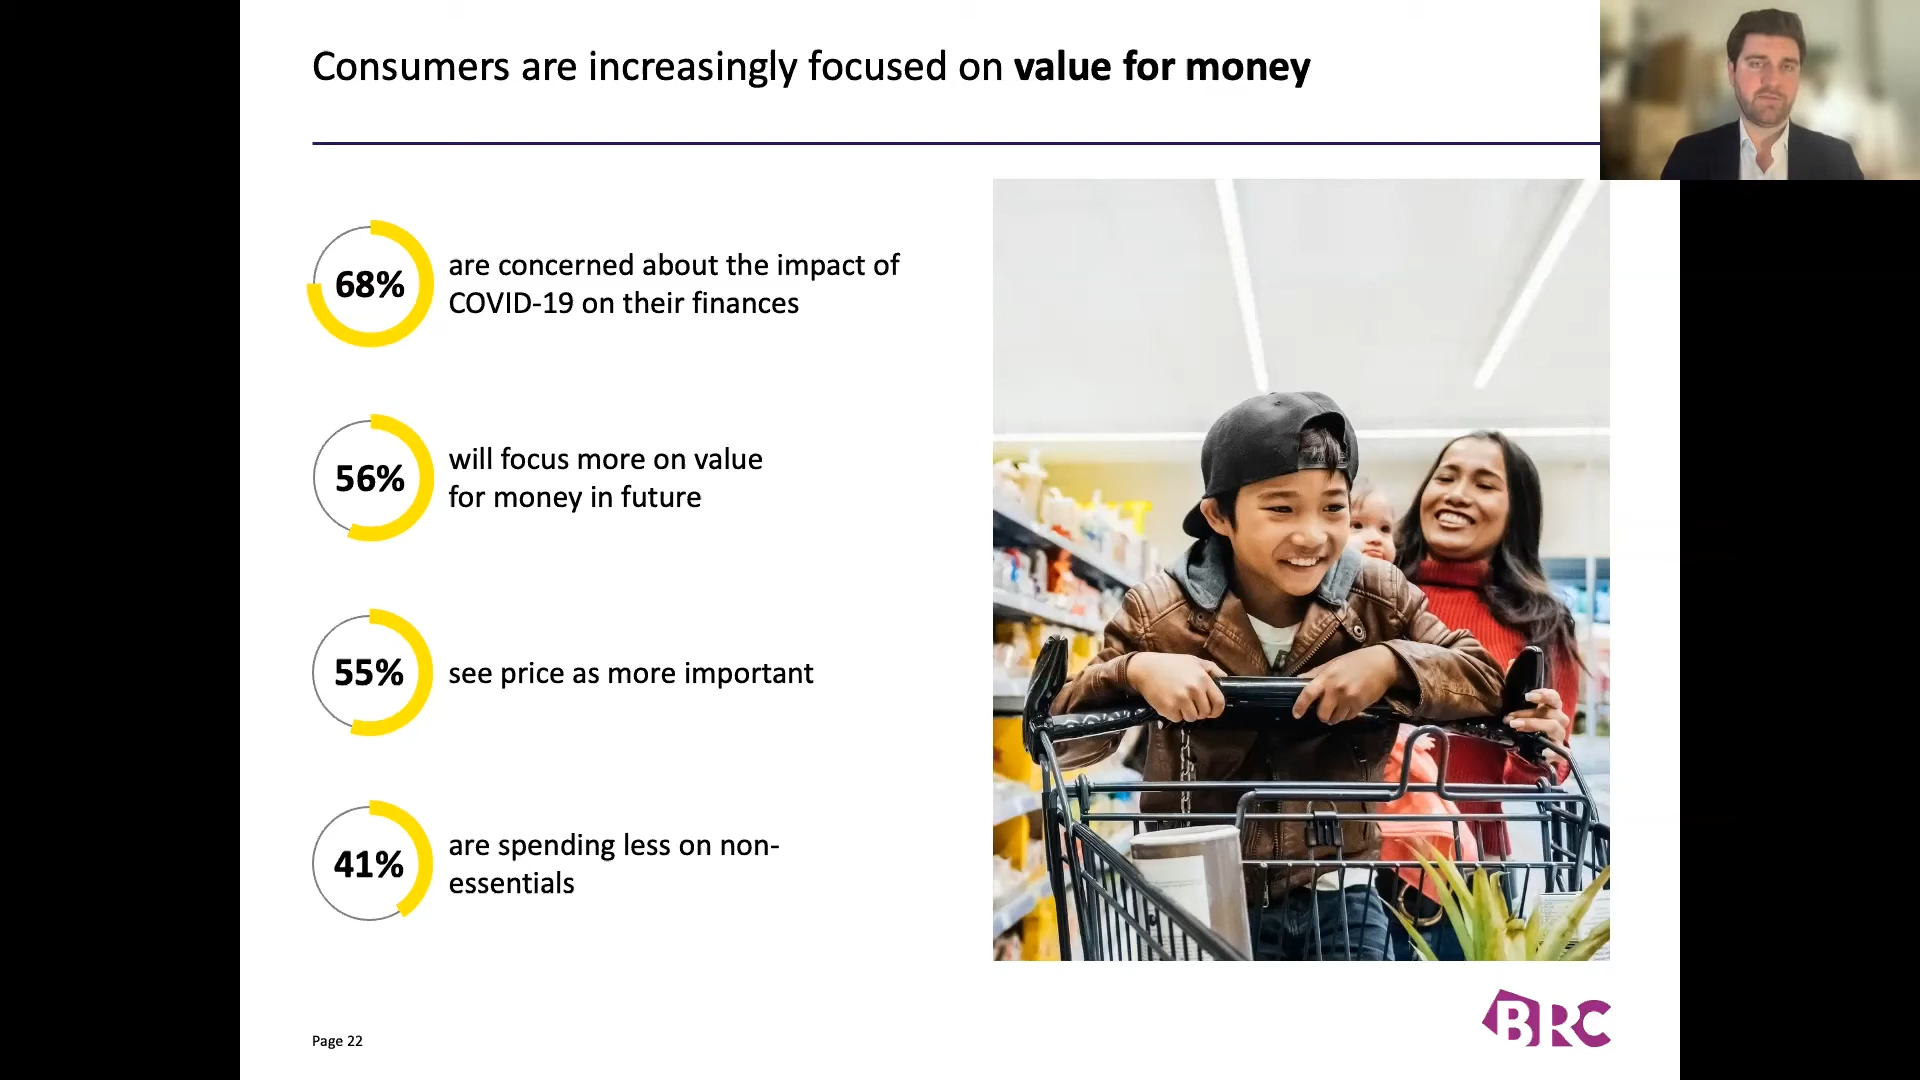 Consumers are increasingly focused on value for money
68%
are concerned about the impact of
COVID-19 on their finances
56%
will focus more on value
for money in future
55%
see price as more important
41%
are spending less on non-
essentials
Page 22
BRC